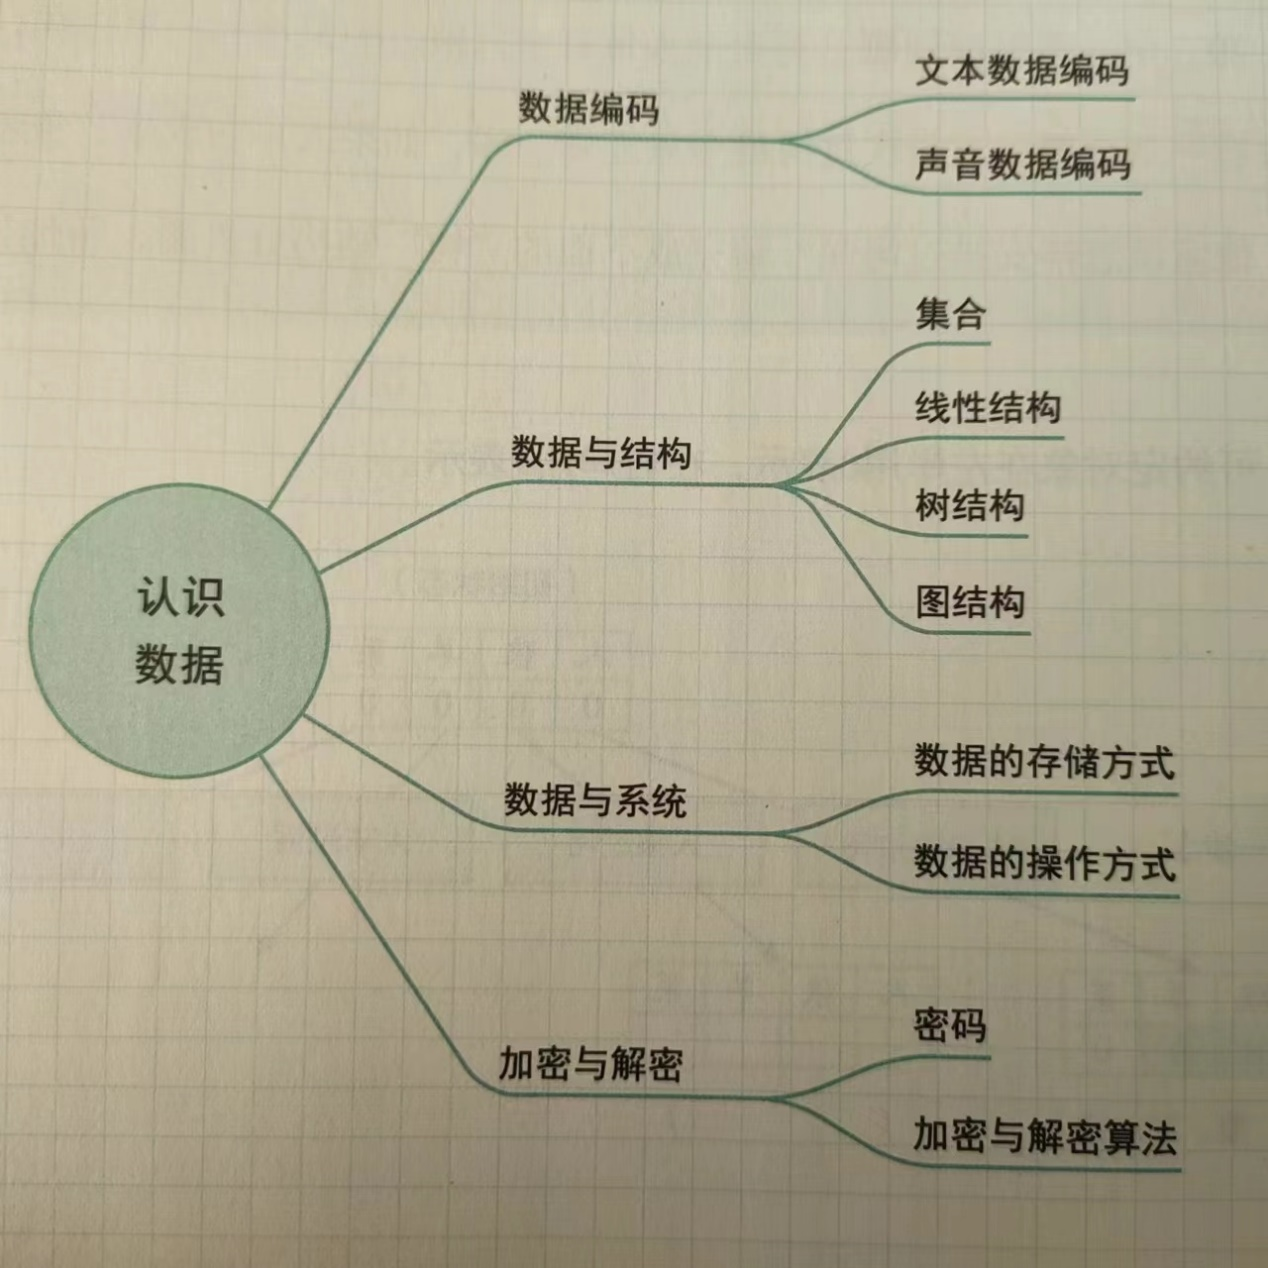 数据编码
文本数据编码
声音数据编码
数据与结构
集合
线性结构
树结构
图结构
认识
数据
数据与系统
数据的存储方式
数据的操作方式
加密与解密
密码
加密与解密算法